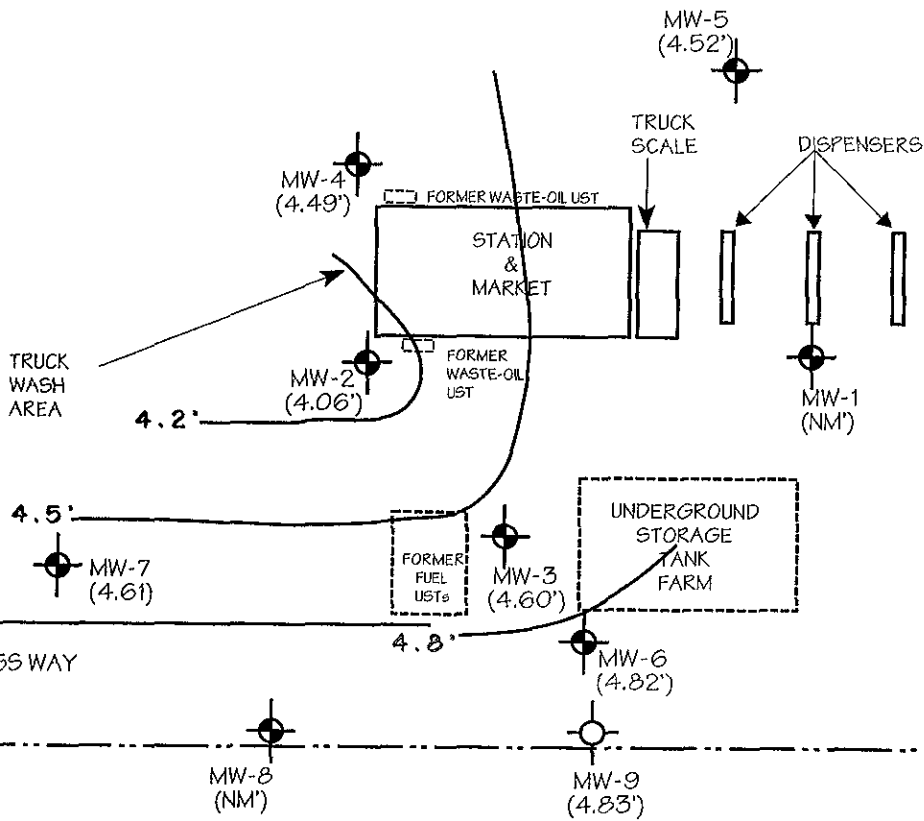 MW-5
(4.52')
TRUCK
SCALE
DISPENSERS
MW-4
(4.49')
FORMER WASTE-OIL UST
STATION
&
MARKET
TRUCK
WASH
AREA
MW-2
(4.06')
FORMER
WASTE-OIL
UST
MW-1
(NM')
4.2'
4.5'
UNDERGROUND
STORAGE
TANK
FARM
MW-7
(4.61)
FORMER
FUEL
USTs
MW-3
(4.60')
4.8'
SS WAY
MW-6
(4.82')
MW-8
(NM')
MW-9
(4.83')